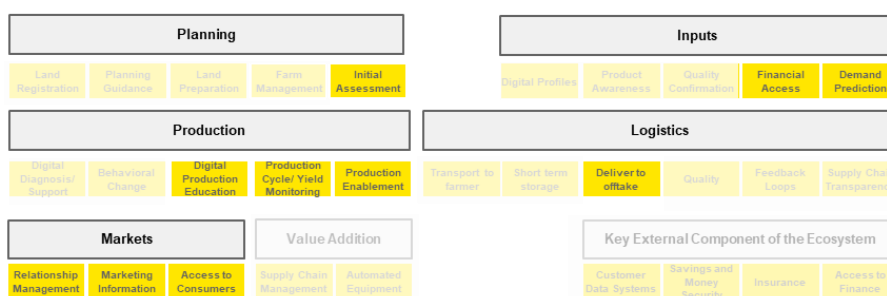 Planning
Inputs
Land
Registration
Planning
Guidance
Land
Preparation
Farm
Management
Initial
Assessment
Digital Profiles
Product
Awareness
Quality
Confirmation
Financial
Access
Demand
Prediction
Production
Logistics
Digital
Diagnosis/
Support
Behavioral
Change
Digital
Production
Education
Production
Cycle/ Yield
Monitoring
Production
Enablement
Transport to
farmer
Short term
storage
Deliver to
offtake
Quality
Feedback
Loops
Supply Chai
Transparen
Markets
Value Addition
Key External Component of the Ecosystem
Relationship
Management
Marketing
Information
Access to
Consumers
Supply Chain
Management
Automated
Equipment
Customer
Data Systems
Savings and
Money
Security
Insurance
Access to
Finance